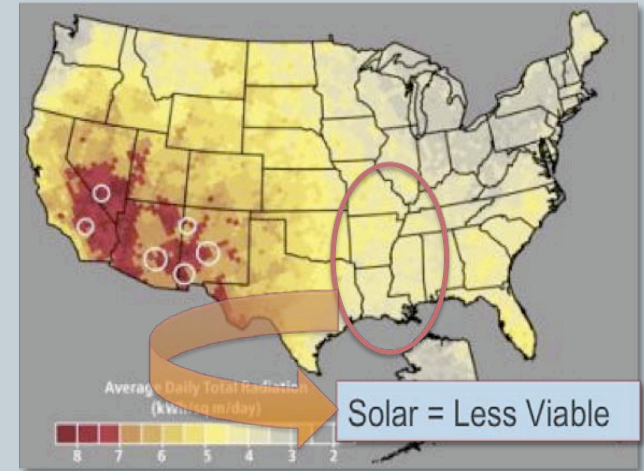 Average Daily Total Radiation
(kWh/sq m/day)
8 7 6 5 4 3 2
Solar = Less Viable